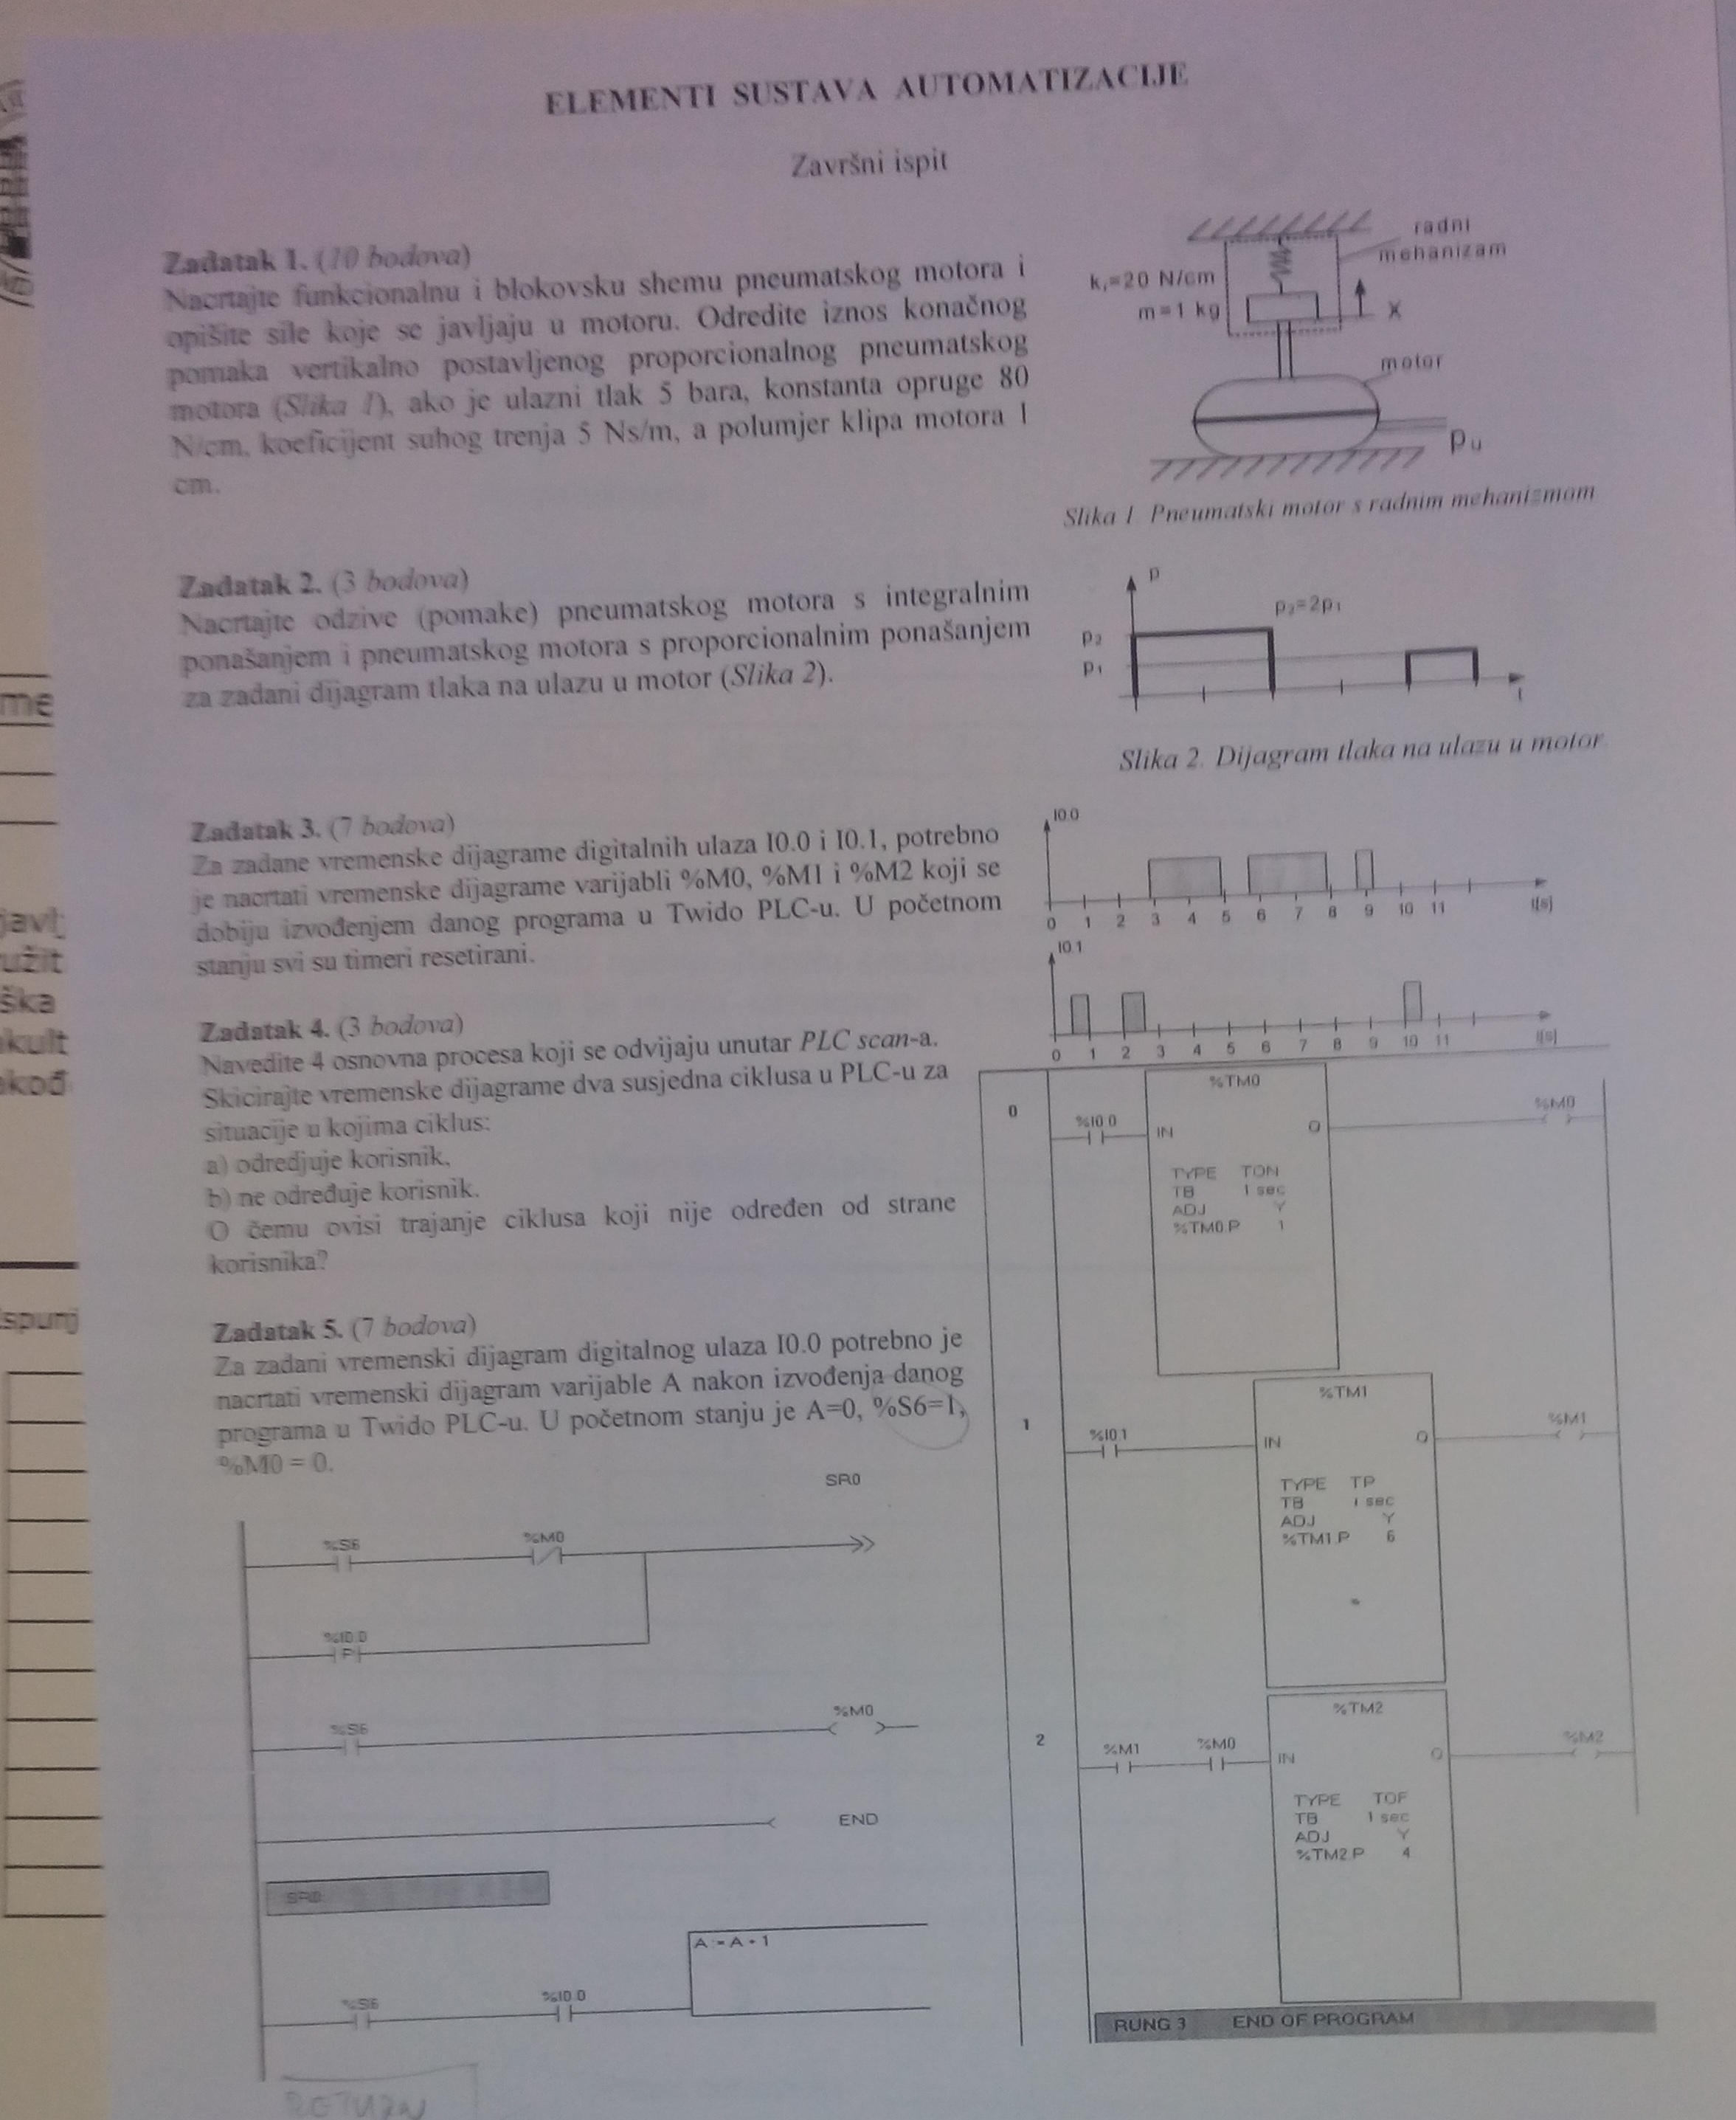 ELEMENTI SUSTAVA AUTOMATIZACIJE
Završni ispit
Zadatak 1. (10 bodova)
Nacrtajte funkcionalnu i blokovsku shemu pneumatskog motora i
opišite sile koje se javljaju u motoru. Odredite iznos konačnog
pomaka vertikalno postavljenog proporcionalnog pneumatskog
motora (Slika 1), ako je ulazni tlak 5 bara, konstanta opruge 80
N/cm, koeficijent suhog trenja 5 Ns/m, a polumjer klipa motora 1
cm.
radni
mehanizam
k₁=20 N/cm
m=1 kg
X
motor
Pu
Slika 1. Pneumatski motor s radnim mehanizmom
Zadatak 2. (3 bodova)
Nacrtajte odzive (pomake) pneumatskog motora s integralnim
ponašanjem i pneumatskog motora s proporcionalnim ponašanjem
za zadani dijagram tlaka na ulazu u motor (Slika 2).
p
p₂=2p₁
p₂
p₁
t
Slika 2. Dijagram tlaka na ulazu u motor
Zadatak 3. (7 bodova)
Za zadane vremenske dijagrame digitalnih ulaza I0.0 i I0.1, potrebno
je nacrtati vremenske dijagrame varijabli %M0, %M1 i %M2 koji se
dobiju izvođenjem danog programa u Twido PLC-u. U početnom
stanju svi su timeri resetirani.
I0.0
0 1 2 3 4 5 6 7 8 9 10 11 t(s)
I0.1
0 1 2 3 4 5 6 7 8 9 10 11 t(s)
Zadatak 4. (3 bodova)
Navedite 4 osnovna procesa koji se odvijaju unutar PLC scan-a.
Skicirajte vremenske dijagrame dva susjedna ciklusa u PLC-u za
situacije u kojima ciklus:
a) odredjuje korisnik,
b) ne određuje korisnik.
O čemu ovisi trajanje ciklusa koji nije određen od strane
korisnika?
Zadatak 5. (7 bodova)
Za zadani vremenski dijagram digitalnog ulaza I0.0 potrebno je
nacrtati vremenski dijagram varijable A nakon izvođenja danog
programa u Twido PLC-u. U početnom stanju je A=0, %S6=1,
%M0 = 0.
SR0
%S6 %M0
%I0.0
P
%S6 %M0
END
SR0:
A := A + 1
%S6 %I0.0
RETURN
0
%TM0
%I0.0 IN Q %M0
TYPE TON
TB 1 sec
ADJ Y
%TM0.P 1
1
%TM1
%I0.1 IN Q %M1
TYPE TP
TB 1 sec
ADJ Y
%TM1.P 6
2
%TM2
%M1 %M0 IN Q %M2
TYPE TOF
TB 1 sec
ADJ Y
%TM2.P 4
RUNG 3 END OF PROGRAM
me
javlj
užit
ška
kult
kođ
spunj